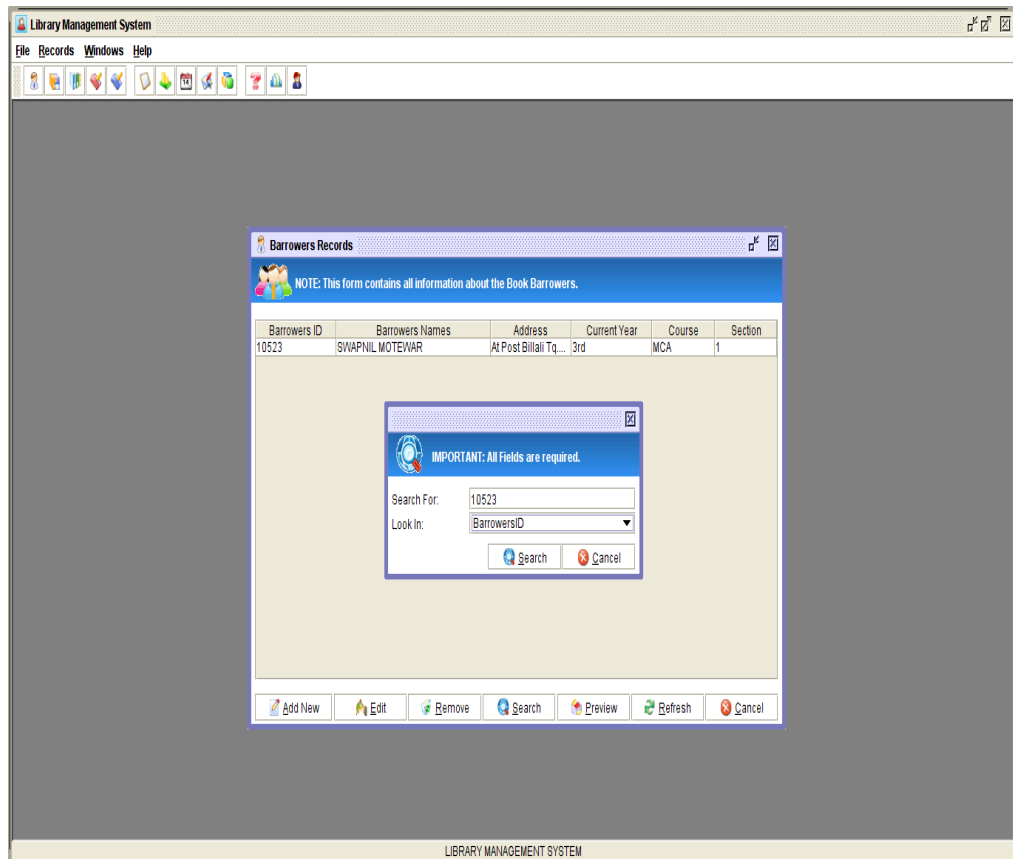 Library Management System
File Records Windows Help
14
Barrowers Records
NOTE: This form contains all information about the Book Barrowers.
Barrowers ID Barrowers Names Address Current Year Course Section
10523 SWAPNIL MOTEWAR At Post Billali Tq.... 3rd MCA 1
IMPORTANT: All Fields are required.
Search For: 10523
Look In: BarrowersID
Search Cancel
Add New Edit Remove Search Preview Refresh Cancel
LIBRARY MANAGEMENT SYSTEM